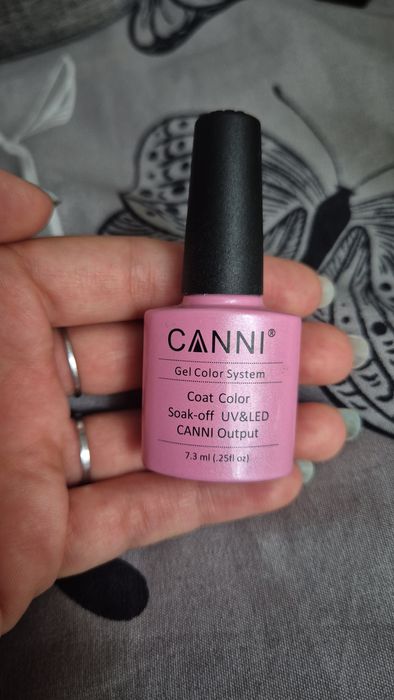 CANNI®
Gel Color System
Coat Color
Soak-off UV&LED
CANNI Output
7.3 ml (.25fl oz)